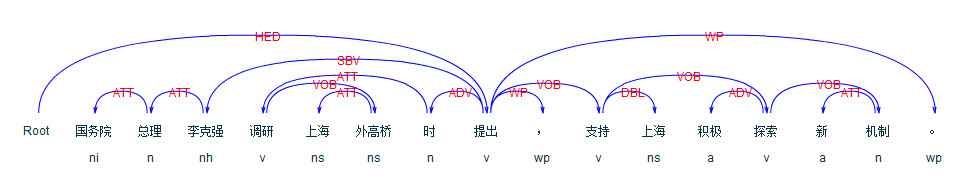 HED WP
SBV
ATT
VOB VOB VOB VOB
ATT ATT ATT ADV WP DBL ADV ATT
Root 国务院 总理 李克强 调研 上海 外高桥 时 提出 ， 支持 上海 积极 探索 新 机制 。
ni n nh v ns ns n v wp v ns a v a n wp